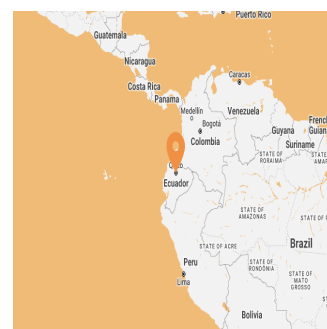 Puerto Rico
Guatemala
Nicaragua
Costa Rica
Panama
Caracas
Medellín
Venezuela
Bogotá
Guyana
Colombia
Suriname
STATE OF
RORAIMA
Ecuador
STATE OF
AMAZONAS
STATE OF ACRE
Brazil
Peru
STATE OF
RONDÔNIA
Lima
STATE OF
MATO
GROSSO
Bolivia